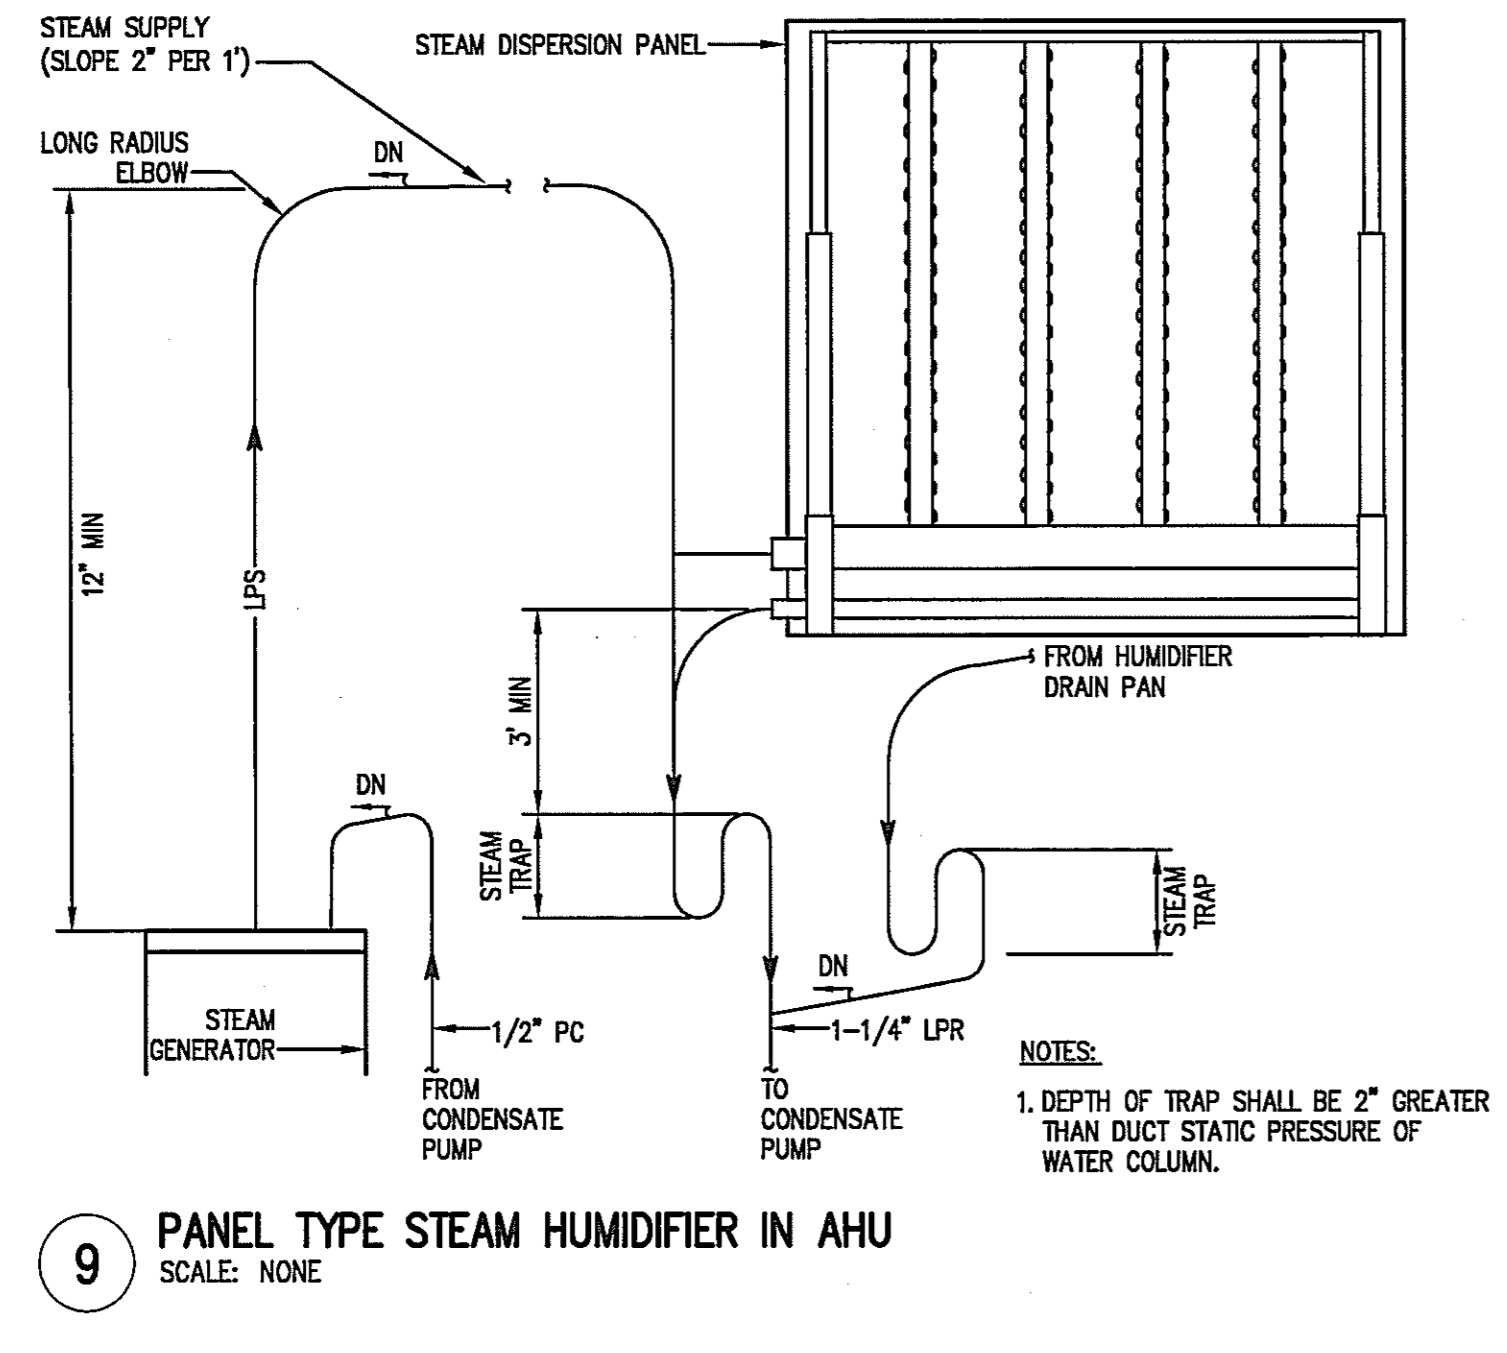 STEAM SUPPLY
(SLOPE 2" PER 1')
STEAM DISPERSION PANEL
LONG RADIUS
ELBOW
DN
12" MIN
LPS
3' MIN
FROM HUMIDIFIER
DRAIN PAN
DN
STEAM
TRAP
STEAM
TRAP
DN
STEAM
GENERATOR
1/2" PC
1-1/4" LPR
FROM
CONDENSATE
PUMP
TO
CONDENSATE
PUMP
NOTES:
1. DEPTH OF TRAP SHALL BE 2" GREATER
THAN DUCT STATIC PRESSURE OF
WATER COLUMN.
9
PANEL TYPE STEAM HUMIDIFIER IN AHU
SCALE: NONE